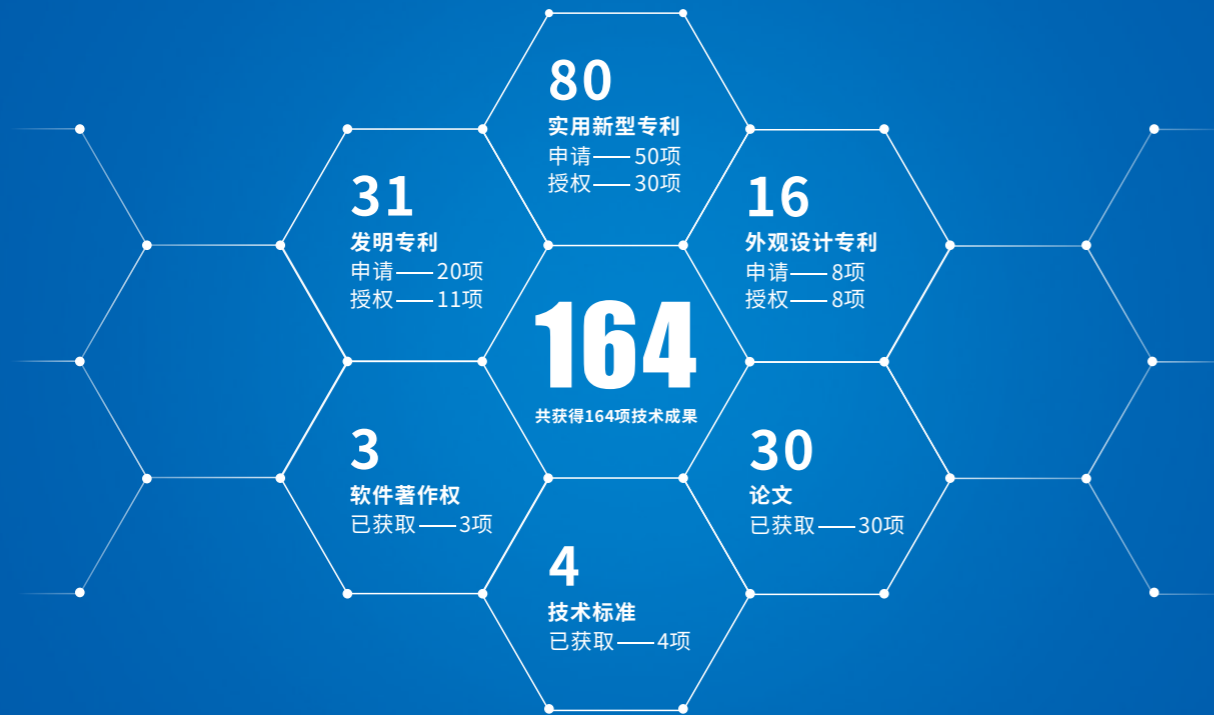 80
实用新型专利
申请——50项
授权——30项
31
发明专利
申请——20项
授权——11项
16
外观设计专利
申请——8项
授权——8项
164
共获得164项技术成果
3
软件著作权
已获取——3项
30
论文
已获取——30项
4
技术标准
已获取——4项